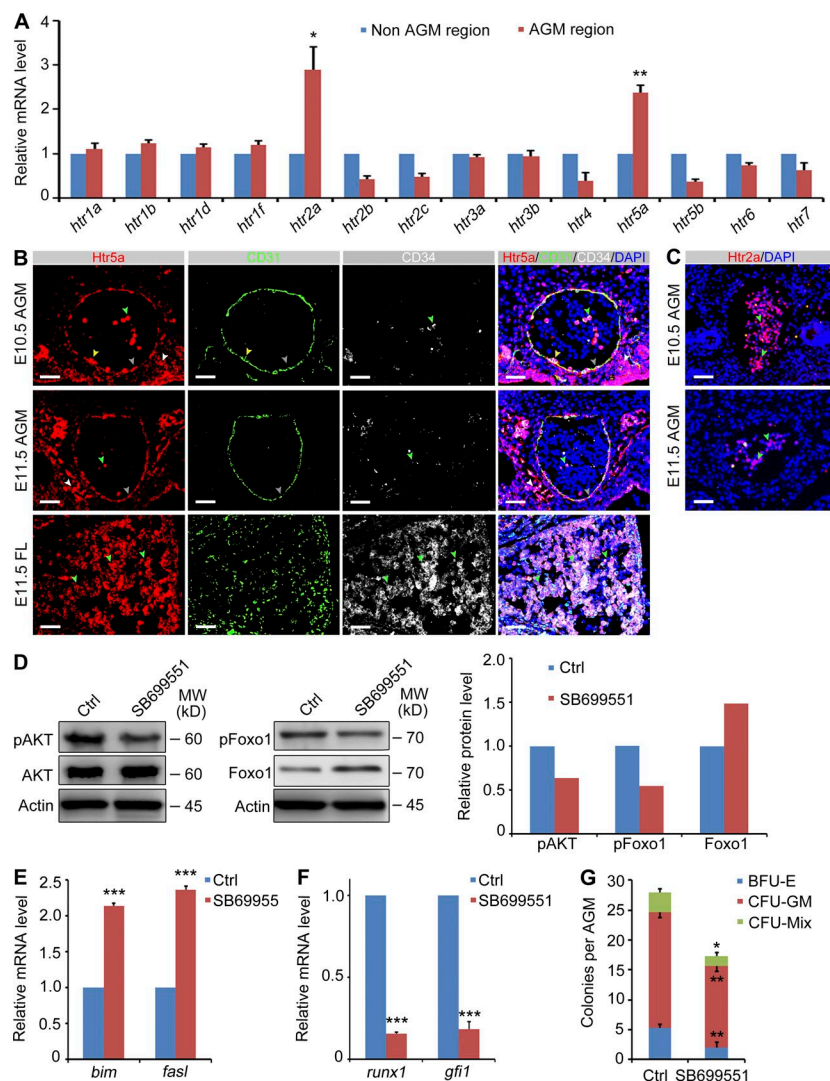 A
Relative mRNA level
4
3
2
1
0
Non AGM region
AGM region
*
**
htr1a
htr1b
htr1d
htr1f
htr2a
htr2b
htr2c
htr3a
htr3b
htr4
htr5a
htr5b
htr6
htr7
B
Htr5a
CD31
CD34
Htr5a/CD31/CD34/DAPI
E10.5 AGM
E11.5 AGM
E11.5 FL
C
Htr2a/DAPI
E10.5 AGM
E11.5 AGM
D
Ctrl
SB699551
MW
(kD)
pAKT
60
AKT
60
Actin
45
Ctrl
SB699551
MW
(kD)
pFoxo1
70
Foxo1
70
Actin
45
Relative protein level
2.0
1.5
1.0
0.5
0
Ctrl
SB699551
pAKT
pFoxo1
Foxo1
E
Relative mRNA level
2.5
2.0
1.5
1.0
0.5
0
Ctrl
SB69955
***
***
bim
fasl
F
Relative mRNA level
1.0
0.5
0
Ctrl
SB699551
***
***
runx1
gfi1
G
Colonies per AGM
30
25
20
15
10
5
0
BFU-E
CFU-GM
CFU-Mix
*
**
**
Ctrl
SB699551